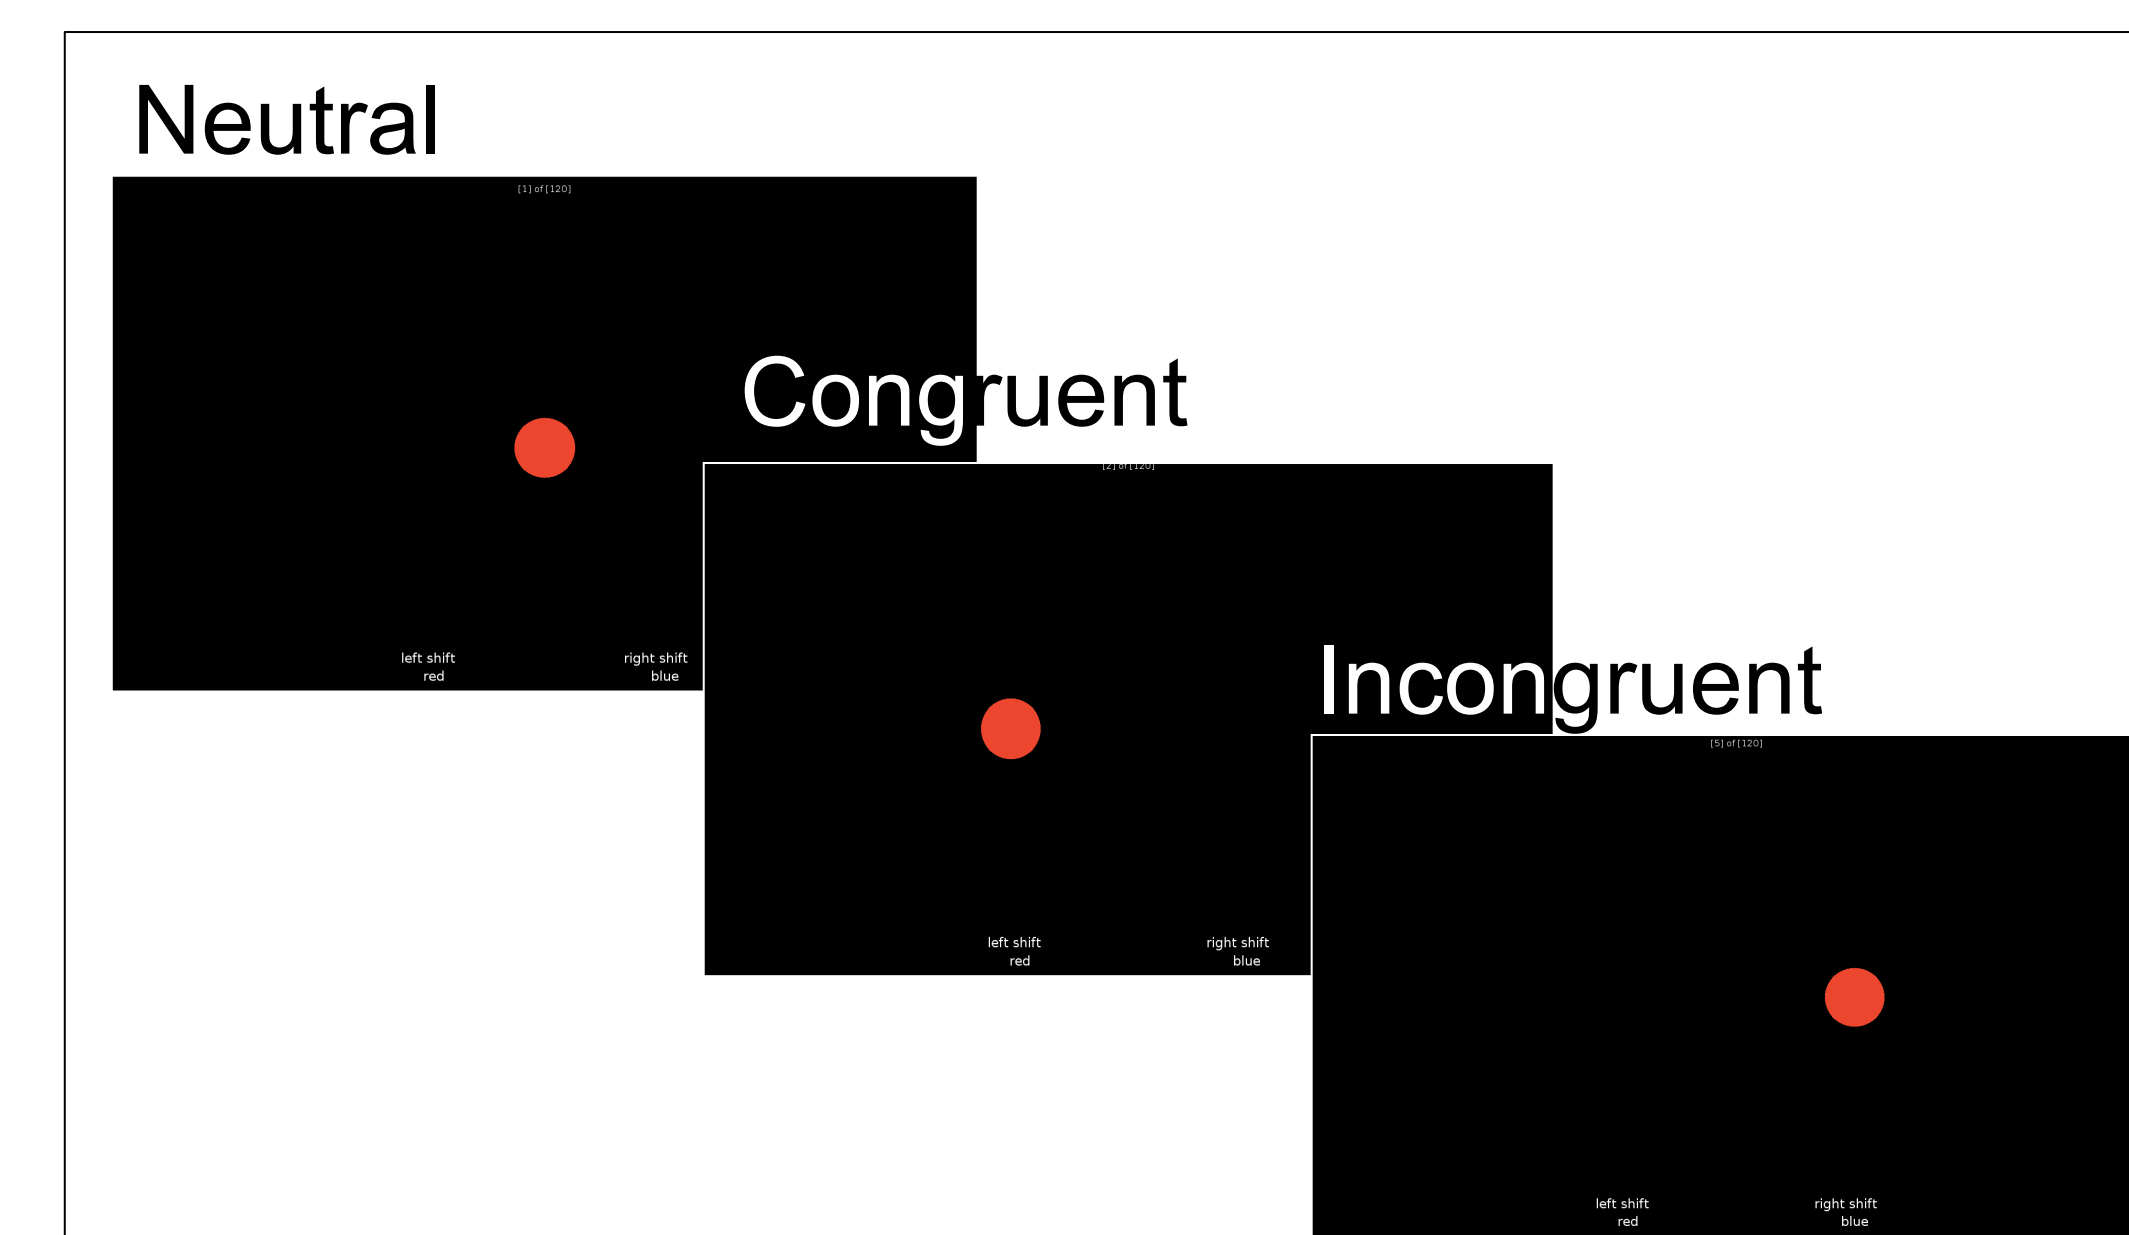 Neutral
[1] of [120]
left shift
red
right shift
blue
Congruent
[2] of [120]
left shift
red
right shift
blue
Incongruent
[5] of [120]
left shift
red
right shift
blue